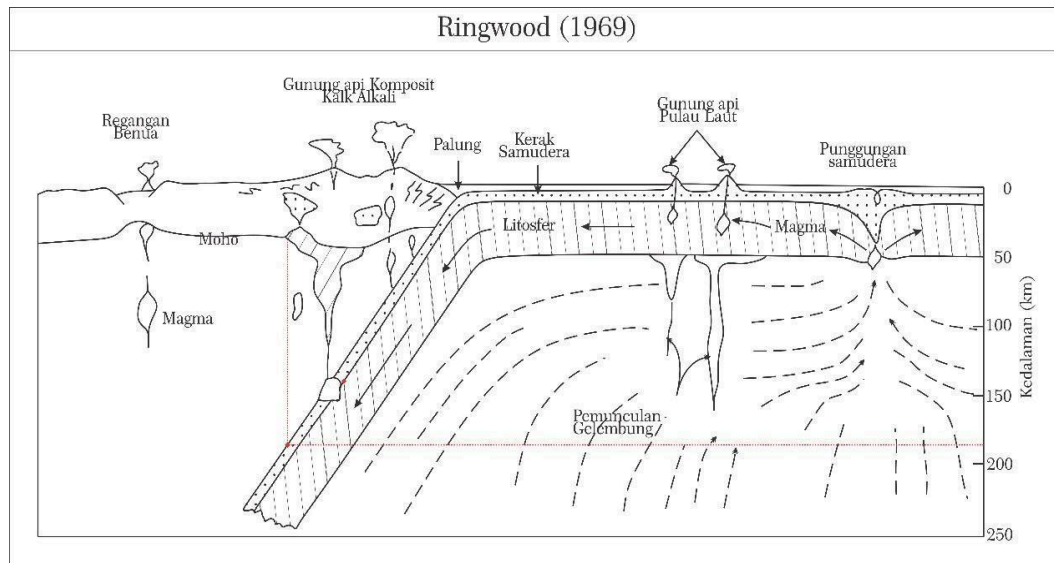 Ringwood (1969)
Gunung api Komposit
Kalk Alkali
Regangan
Benua
Palung
Kerak
Samudera
Gunung api
Pulau Laut
Punggungan
samudera
0
Moho
Litosfer
Magma
50
Magma
100
150
Pemunculan
Gelembung
200
250
Kedalaman (km)